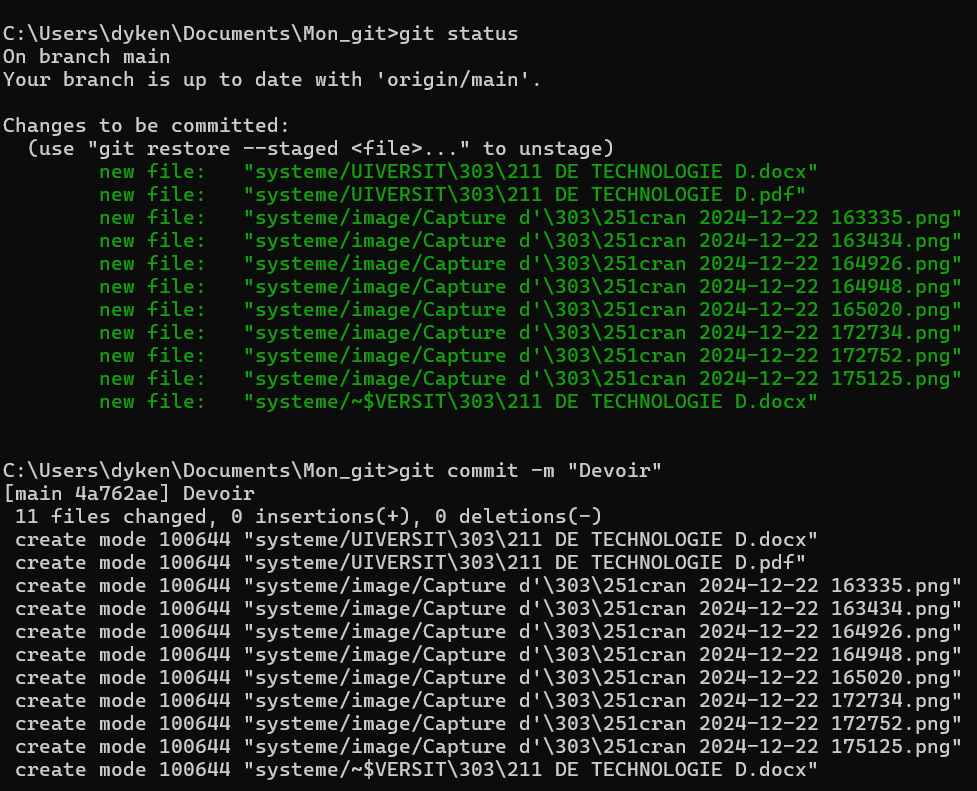 C:\Users\dyken\Documents\Mon_git>git status
On branch main
Your branch is up to date with 'origin/main'.
Changes to be committed:
  (use "git restore --staged <file>..." to unstage)
        new file:   "systeme/UIVERSIT\303\211 DE TECHNOLOGIE D.docx"
        new file:   "systeme/UIVERSIT\303\211 DE TECHNOLOGIE D.pdf"
        new file:   "systeme/image/Capture d'\303\251cran 2024-12-22 163335.png"
        new file:   "systeme/image/Capture d'\303\251cran 2024-12-22 163434.png"
        new file:   "systeme/image/Capture d'\303\251cran 2024-12-22 164926.png"
        new file:   "systeme/image/Capture d'\303\251cran 2024-12-22 164948.png"
        new file:   "systeme/image/Capture d'\303\251cran 2024-12-22 165020.png"
        new file:   "systeme/image/Capture d'\303\251cran 2024-12-22 172734.png"
        new file:   "systeme/image/Capture d'\303\251cran 2024-12-22 172752.png"
        new file:   "systeme/image/Capture d'\303\251cran 2024-12-22 175125.png"
        new file:   "systeme/~$VERSIT\303\211 DE TECHNOLOGIE D.docx"
C:\Users\dyken\Documents\Mon_git>git commit -m "Devoir"
[main 4a762ae] Devoir
 11 files changed, 0 insertions(+), 0 deletions(-)
 create mode 100644 "systeme/UIVERSIT\303\211 DE TECHNOLOGIE D.docx"
 create mode 100644 "systeme/UIVERSIT\303\211 DE TECHNOLOGIE D.pdf"
 create mode 100644 "systeme/image/Capture d'\303\251cran 2024-12-22 163335.png"
 create mode 100644 "systeme/image/Capture d'\303\251cran 2024-12-22 163434.png"
 create mode 100644 "systeme/image/Capture d'\303\251cran 2024-12-22 164926.png"
 create mode 100644 "systeme/image/Capture d'\303\251cran 2024-12-22 164948.png"
 create mode 100644 "systeme/image/Capture d'\303\251cran 2024-12-22 165020.png"
 create mode 100644 "systeme/image/Capture d'\303\251cran 2024-12-22 172734.png"
 create mode 100644 "systeme/image/Capture d'\303\251cran 2024-12-22 172752.png"
 create mode 100644 "systeme/image/Capture d'\303\251cran 2024-12-22 175125.png"
 create mode 100644 "systeme/~$VERSIT\303\211 DE TECHNOLOGIE D.docx"